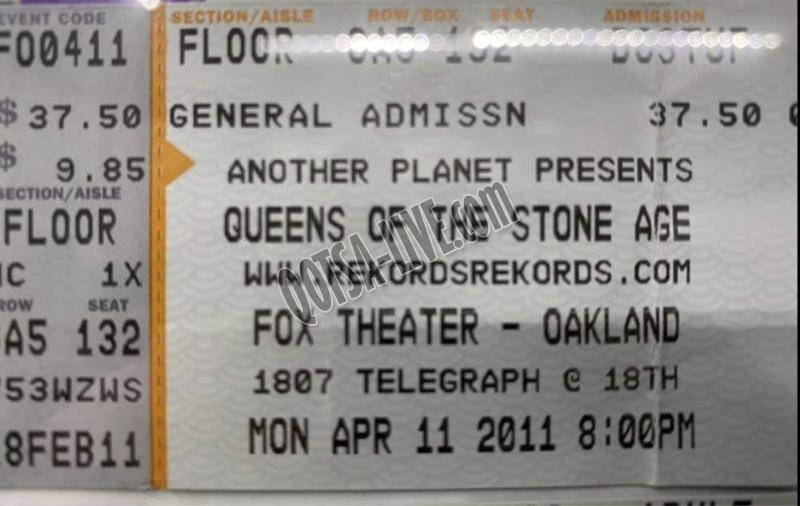 EVENT CODE
F00411
$ 37.50
$ 9.85
SECTION/AISLE
FLOOR
1X
ROW SEAT
A5 132
53WZWS
8FEB11
SECTION/AISLE ROW/BOX SEAT ADMISSION
FLOOR 132
GENERAL ADMISSN 37.50
ANOTHER PLANET PRESENTS
QUEENS OF THE STONE AGE
WWW.REKORDSREKORDS.COM
FOX THEATER - OAKLAND
1807 TELEGRAPH @ 18TH
MON APR 11 2011 8:00PM
QOTSA-LIVE.com